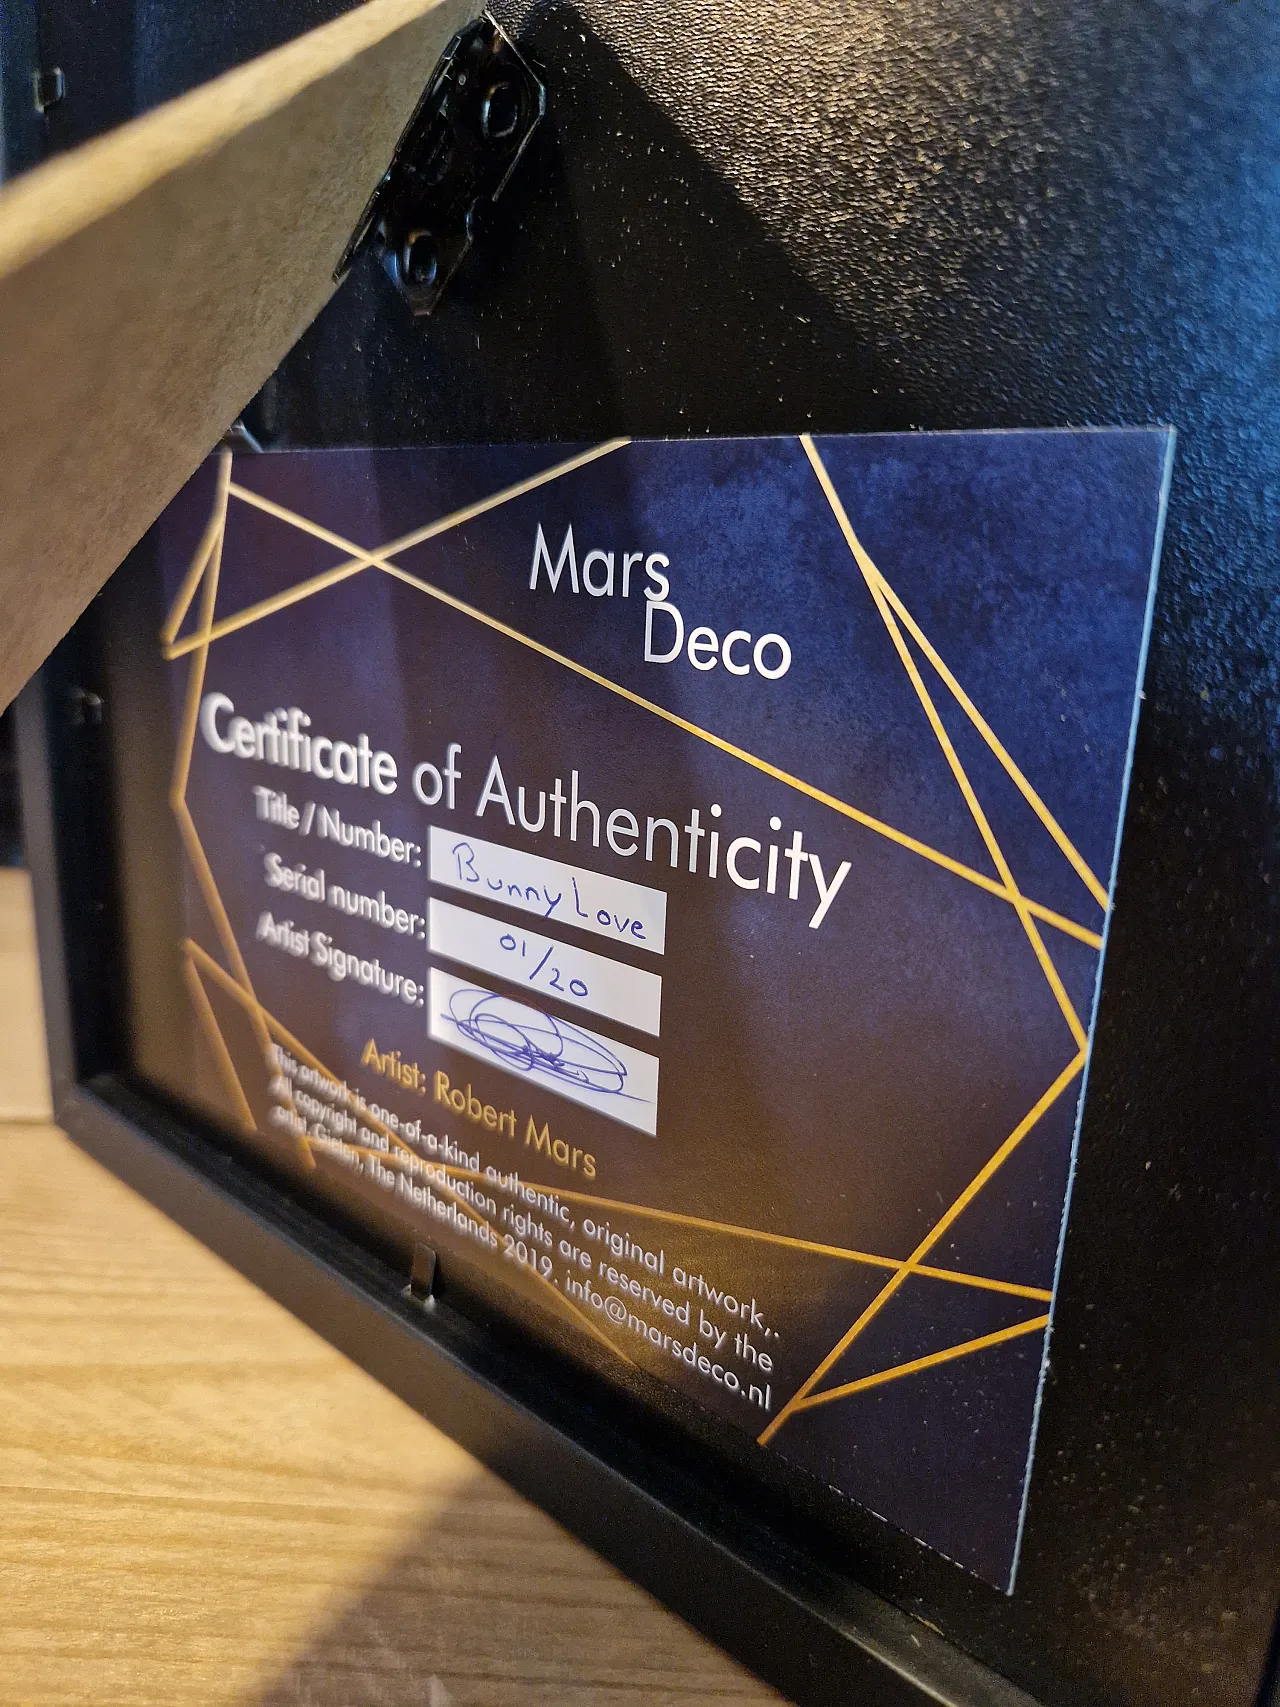 Mars
Deco
Certificate of Authenticity
Title / Number: Bunny Love
Serial number: 01/20
Artist Signature:
Artist: Robert Mars
This artwork is one-of-a-kind authentic, original artwork,.
All copyright and reproduction rights are reserved by the
artist. Gieten, The Netherlands 2019. info@marsdeco.nl